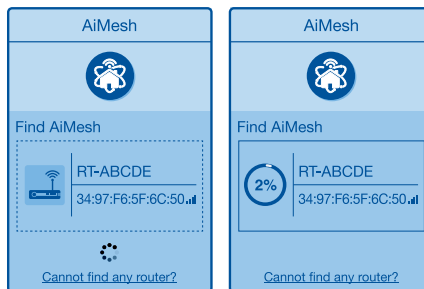 AiMesh
Find AiMesh
RT-ABCDE
34:97:F6:5F:6C:50
Cannot find any router?
AiMesh
Find AiMesh
2%
RT-ABCDE
34:97:F6:5F:6C:50
Cannot find any router?